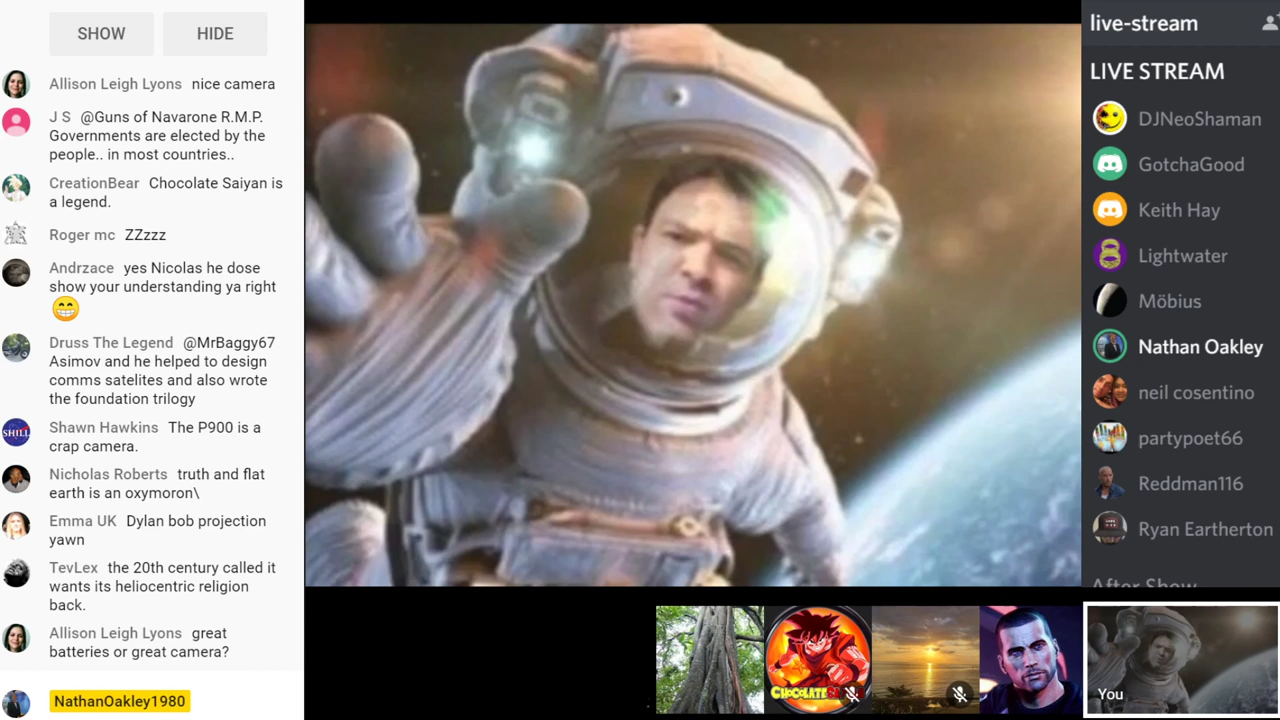 SHOW
HIDE
Allison Leigh Lyons nice camera
J S @Guns of Navarone R.M.P.
Governments are elected by the
people.. in most countries..
CreationBear Chocolate Saiyan is
a legend.
Roger mc ZZzzz
Andrzace yes Nicolas he dose
show your understanding ya right
Druss The Legend @MrBaggy67
Asimov and he helped to design
comms satelites and also wrote
the foundation trilogy
SHILL
Shawn Hawkins The P900 is a
crap camera.
Nicholas Roberts truth and flat
earth is an oxymoron\
Emma UK Dylan bob projection
yawn
TevLex the 20th century called it
wants its heliocentric religion
back.
Allison Leigh Lyons great
batteries or great camera?
NathanOakley1980
live-stream
LIVE STREAM
DJNeoShaman
GotchaGood
Keith Hay
Lightwater
Möbius
Nathan Oakley
neil cosentino
partypoet66
Reddman116
Ryan Eartherton
After Show
CHOCOLATE
You